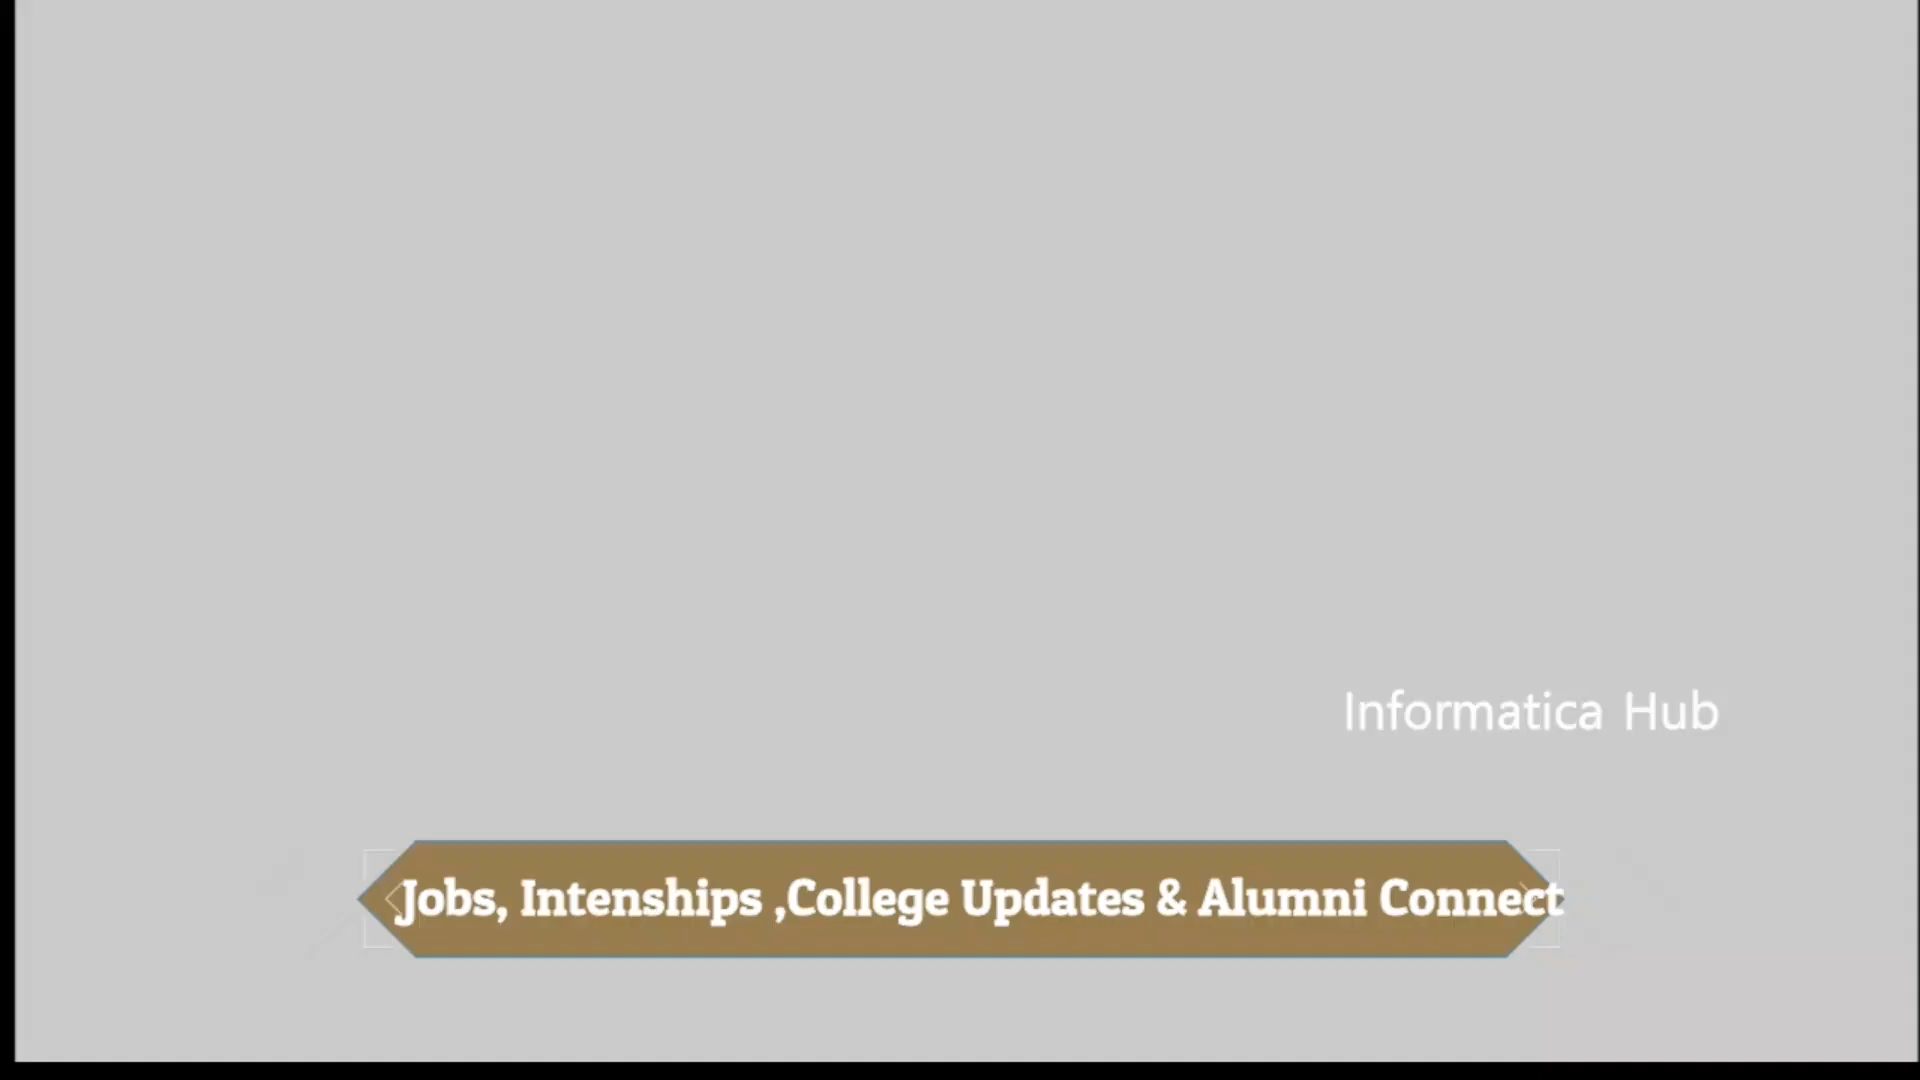 Informatica Hub
Jobs, Intenships ,College Updates & Alumni Connect